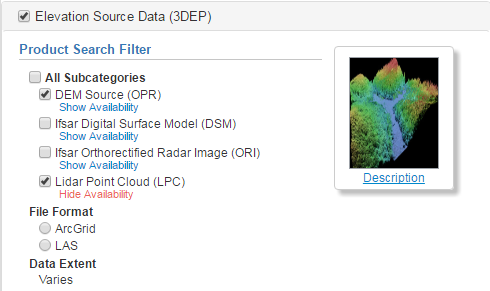 Elevation Source Data (3DEP)
Product Search Filter
All Subcategories
DEM Source (OPR)
Show Availability
Ifsar Digital Surface Model (DSM)
Show Availability
Ifsar Orthorectified Radar Image (ORI)
Show Availability
Lidar Point Cloud (LPC)
Hide Availability
File Format
ArcGrid
LAS
Data Extent
Varies
Description